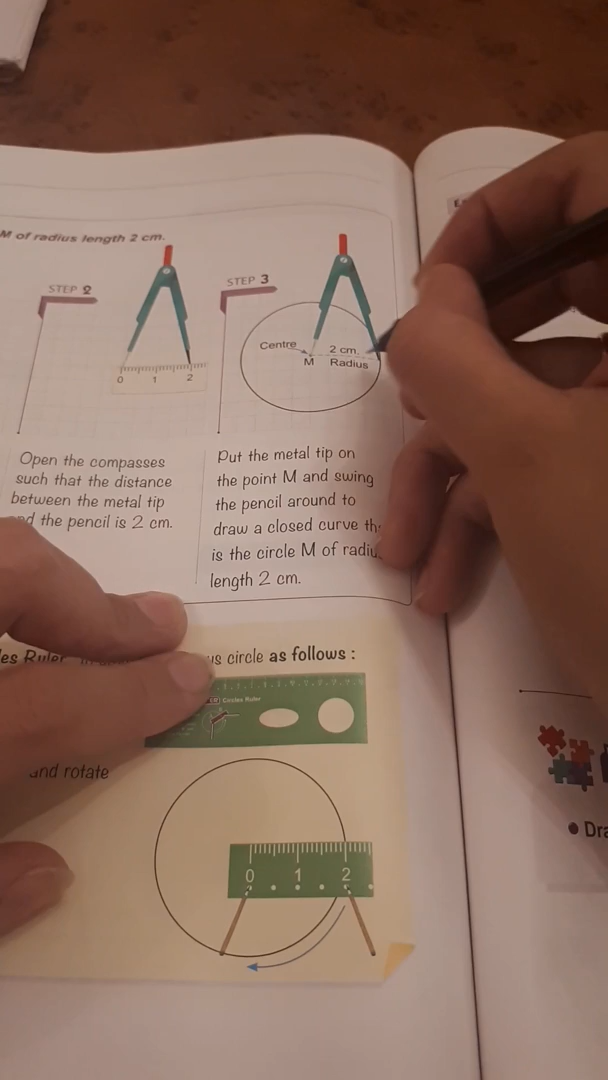 M of radius length 2 cm.
STEP 2
STEP 3
Centre
2 cm.
M
Radius
0 1 2
Open the compasses
such that the distance
between the metal tip
and the pencil is 2 cm.
Put the metal tip on
the point M and swing
the pencil around to
draw a closed curve
is the circle M of
length 2 cm.
Ruler
circle as follows :
Circles Ruler
and rotate
0 1 2